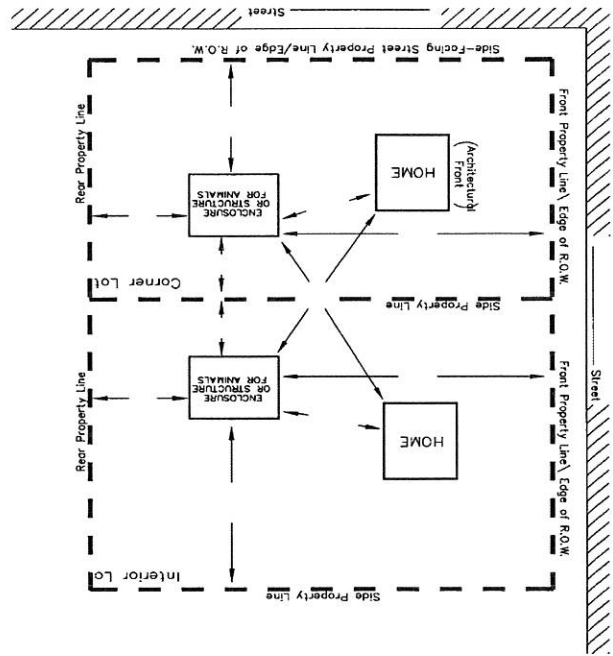 Side Property Line
Interior Lo
Front Property Line\ Edge of R.O.W.
HOME
ENCLOSURE
OR STRUCTURE
FOR ANIMALS
Rear Property Line
Street
Side Property Line
Corner Lot
Front Property Line\ Edge of R.O.W.
HOME
(Architectural
Front)
ENCLOSURE
OR STRUCTURE
FOR ANIMALS
Rear Property Line
Side-Facing Street Property Line/Edge of R.O.W.
Street